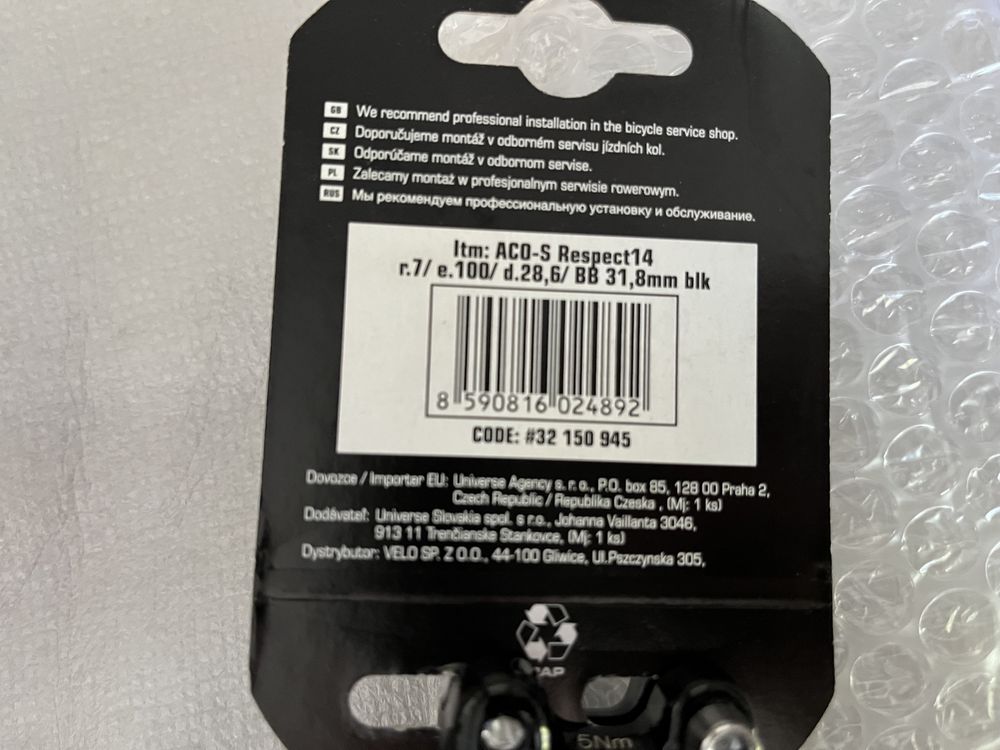 GB We recommend professional installation in the bicycle service shop.
CZ Doporučujeme montáž v odborném servisu jízdních kol.
SK Odporúčame montáž v odbornom servise.
PL Zalecamy montaż w profesjonalnym serwisie rowerowym.
RUS Мы рекомендуем профессиональную установку и обслуживание.
Itm: ACO-S Respect14
r.7/ e.100/ d.28,6/ BB 31,8mm blk
8 590816 024892
CODE: #32 150 945
Dovozce / Importer EU: Universe Agency s. r. o., P.O. box 85, 128 00 Praha 2,
Czech Republic / Republika Czeska , (Mj: 1 ks)
Dodávateľ: Universe Slovakia spol. s r.o., Johanna Vaillanta 3046,
913 11 Trenčianske Stankovce, (Mj: 1 ks)
Dystrybutor: VELO SP. Z O.O., 44-100 Gliwice, Ul.Pszczynska 305,
5Nm